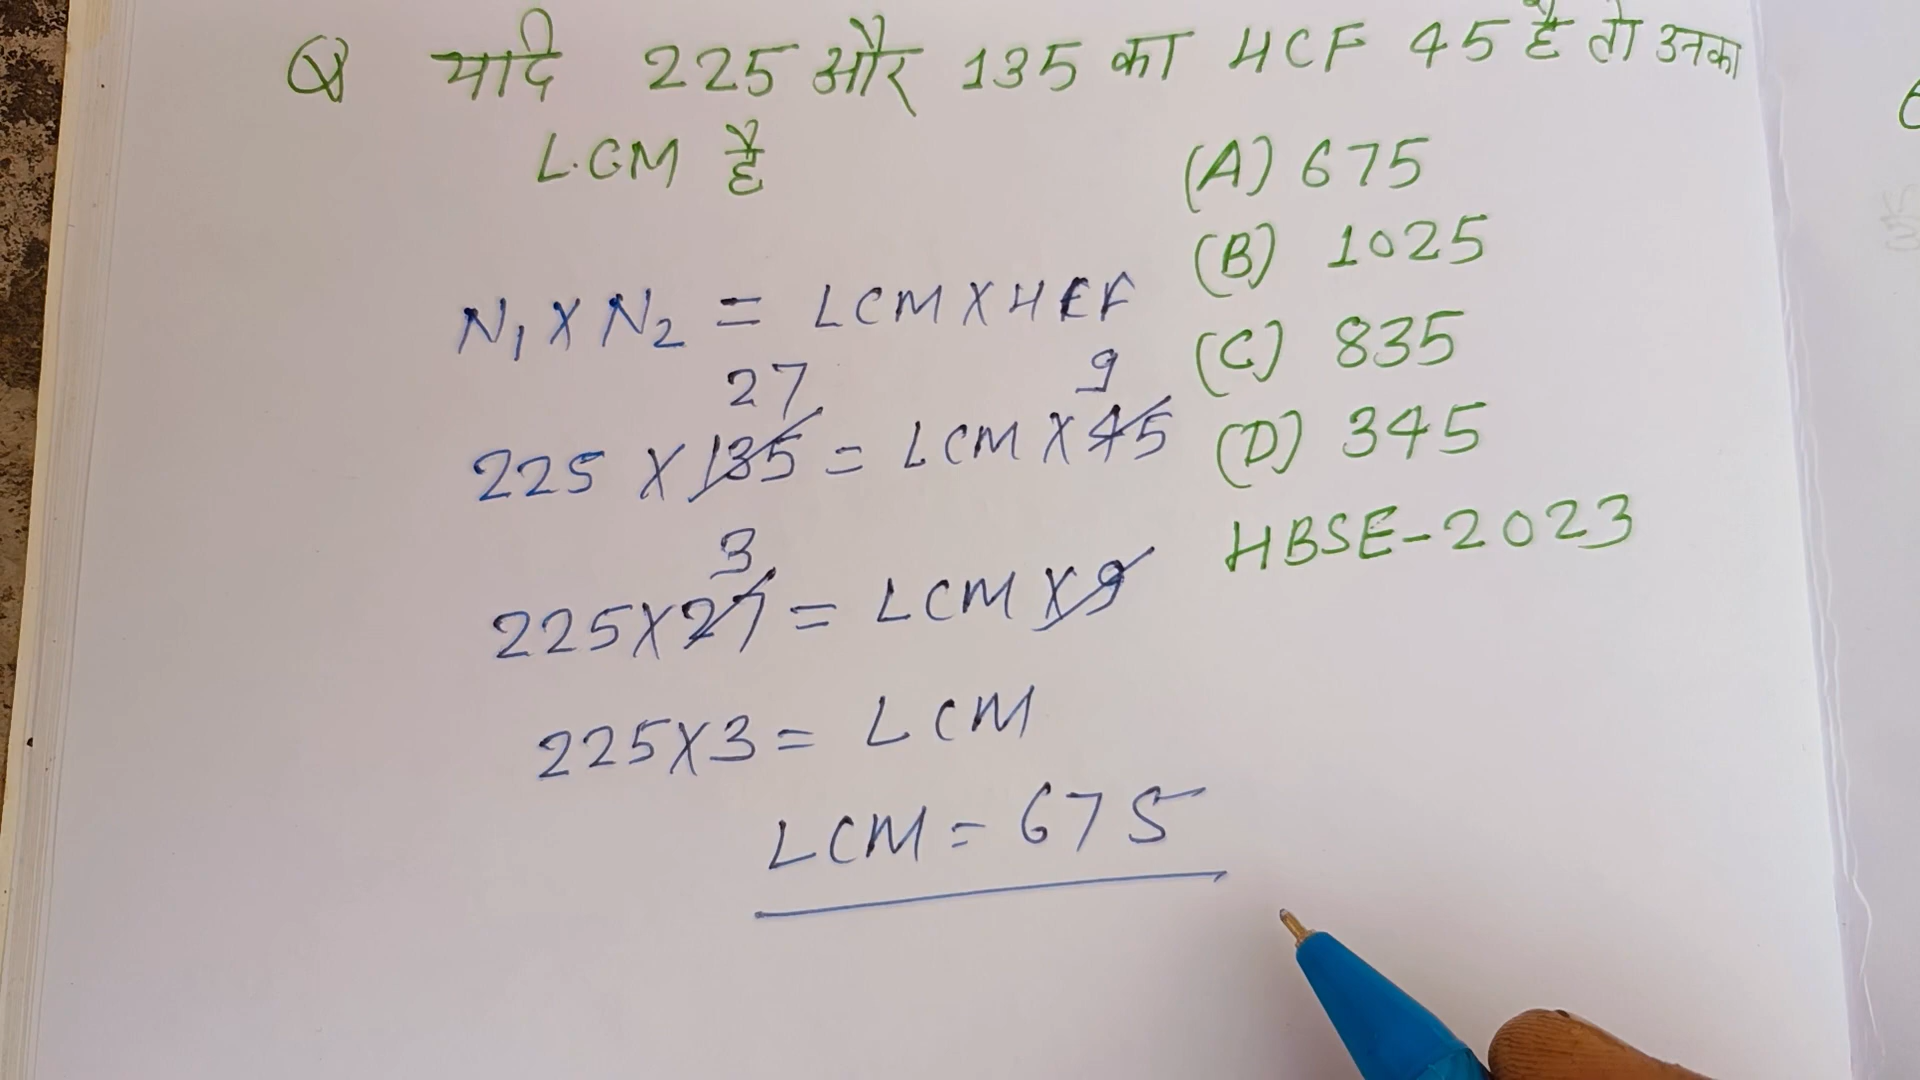 Q यदि 225 और 135 का HCF 45 है तो उनका
L.C.M है
(A) 675
(B) 1025
(C) 835
(D) 345
HBSE-2023
N₁ X N₂ = LCM X HCF
27 9
225 X 135 = LCM X 45
3
225 X 27 = LCM X 9
225 X 3 = LCM
LCM = 675